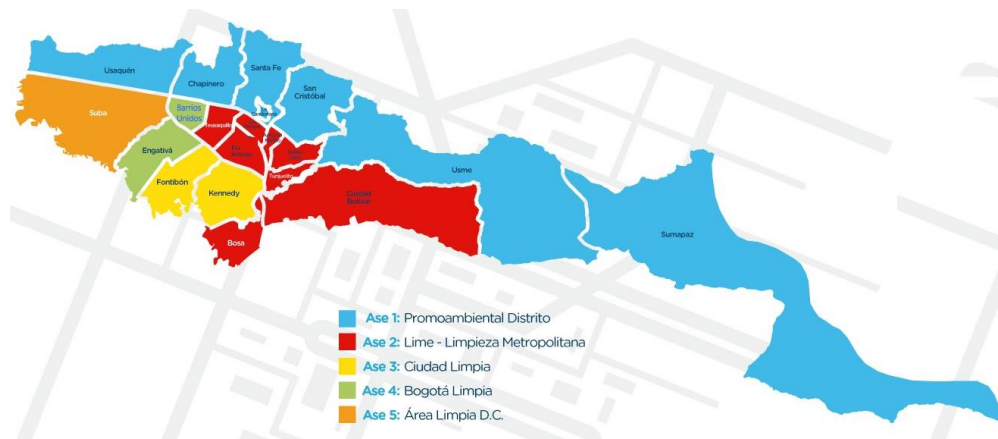 Usaquén
Chapinero
Santa Fe
San
Cristóbal
Suba
Barrios
Unidos
Teusaquillo
Engativá
Fontibón
Kennedy
Tunjuelito
Bosa
Ciudad
Bolívar
Usme
Sumapaz
Ase 1: Promoambiental Distrito
Ase 2: Lime - Limpieza Metropolitana
Ase 3: Ciudad Limpia
Ase 4: Bogotá Limpia
Ase 5: Área Limpia D.C.